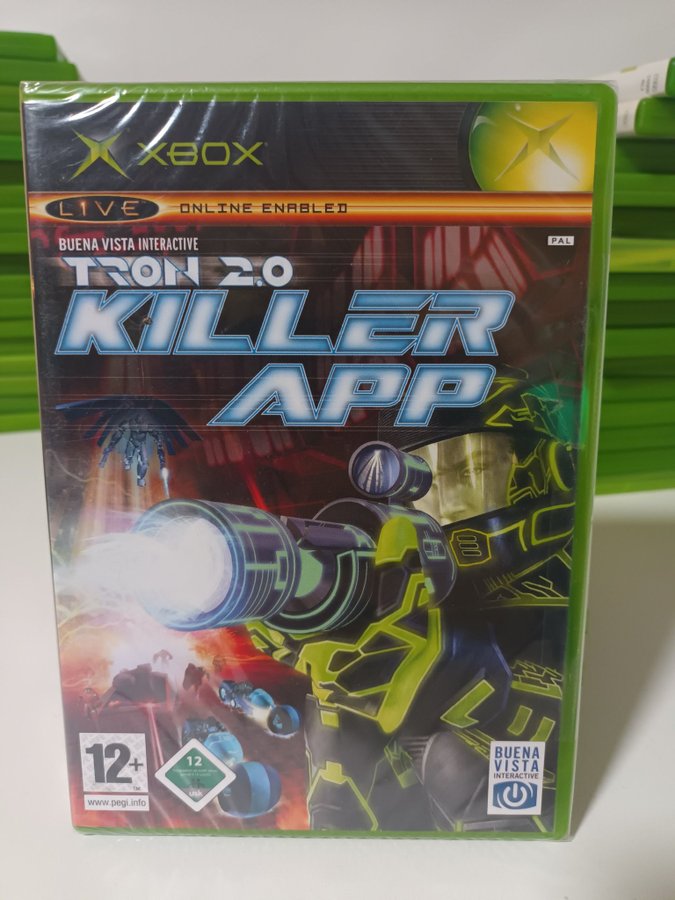 XBOX
LIVE ONLINE ENABLED
BUENA VISTA INTERACTIVE
PAL
TRON 2.0
KILLER
APP
12+
www.pegi.info
12
USK
BUENA
VISTA
INTERACTIVE